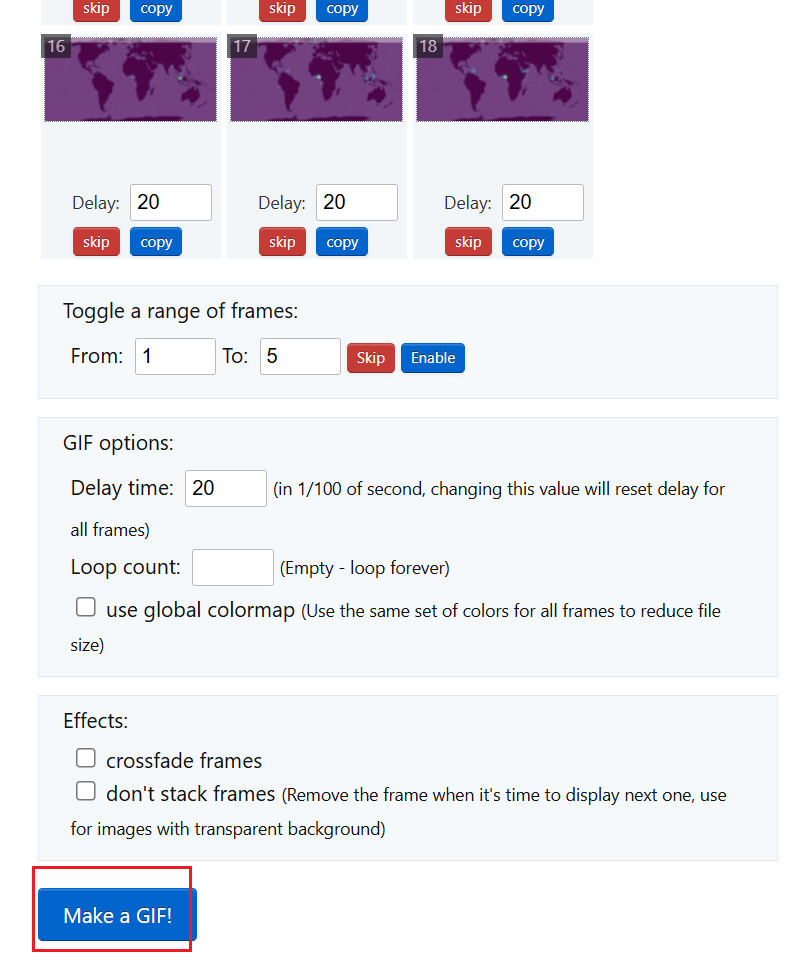 skip copy skip copy skip copy
16 17 18
Delay: 20 Delay: 20 Delay: 20
skip copy skip copy skip copy
Toggle a range of frames:
From: 1 To: 5 Skip Enable
GIF options:
Delay time: 20 (in 1/100 of second, changing this value will reset delay for
all frames)
Loop count: (Empty - loop forever)
use global colormap (Use the same set of colors for all frames to reduce file
size)
Effects:
crossfade frames
don't stack frames (Remove the frame when it's time to display next one, use
for images with transparent background)
Make a GIF!